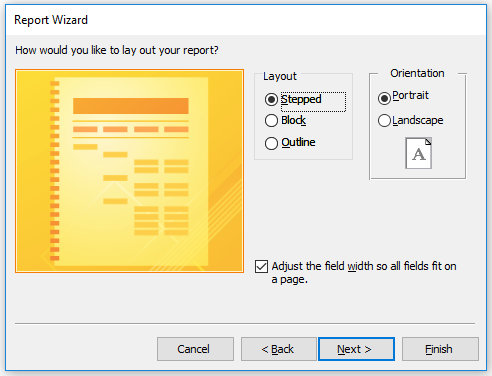 Report Wizard
How would you like to lay out your report?
Layout
Stepped
Block
Outline
Orientation
Portrait
Landscape
A
Adjust the field width so all fields fit on
a page.
Cancel
< Back
Next >
Finish